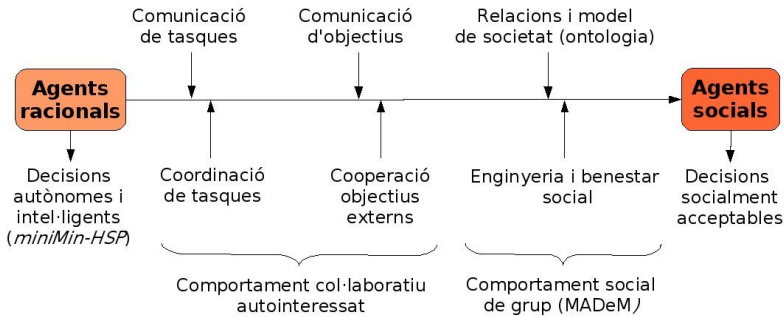 Comunicació
de tasques
Comunicació
d'objectius
Relacions i model
de societat (ontologia)
Agents
racionals
Agents
socials
Decisions
autònomes i
intel·ligents
(miniMin-HSP)
Coordinació
de tasques
Cooperació
objectius
externs
Enginyeria i benestar
social
Decisions
socialment
acceptables
Comportament col·laboratiu
autointeressat
Comportament social
de grup (MADeM)